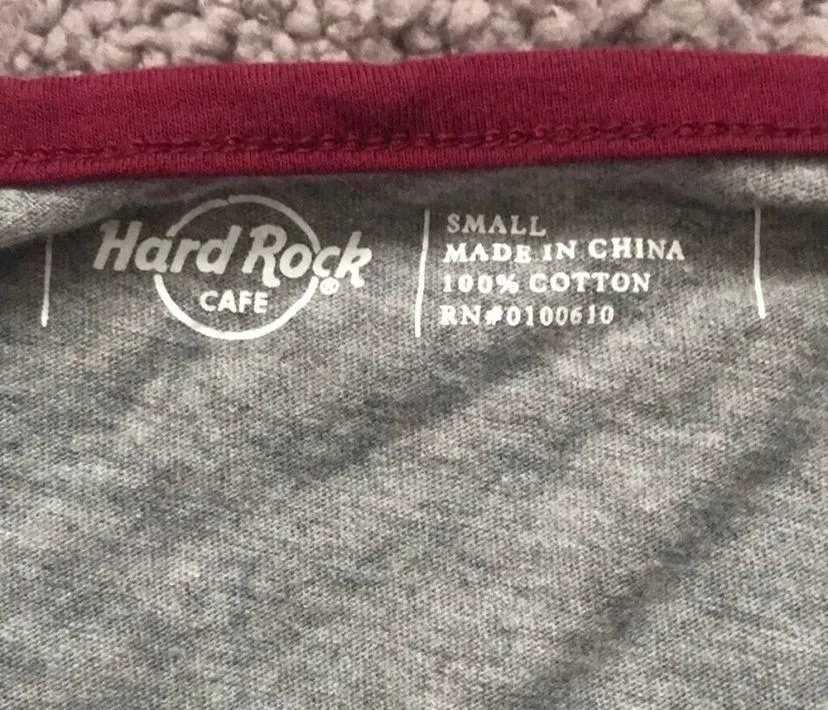 Hard Rock®
CAFE
SMALL
MADE IN CHINA
100% COTTON
RN#0100610